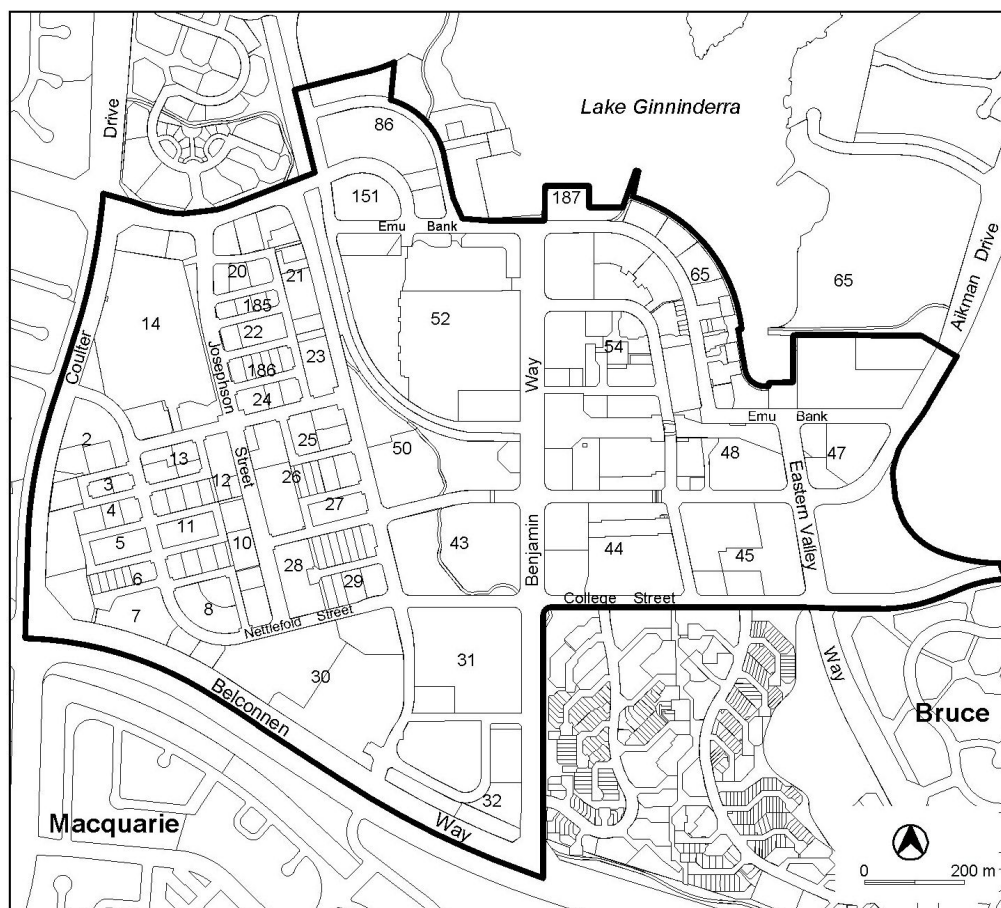 Lake Ginninderra
Drive
86
151
187
Emu Bank
20
21
65
65
Aikman Drive
185
14
52
22
Josephson
Street
23
54
Coulter
Way
186
24
Emu Bank
2
25
13
50
48
47
3
12
26
4
27
Eastern Valley
Way
11
5
10
43
Benjamin
44
45
28
6
29
8
7
College Street
Nettlefold Street
31
30
Belconnen
Way
Bruce
32
Macquarie
0 200 m